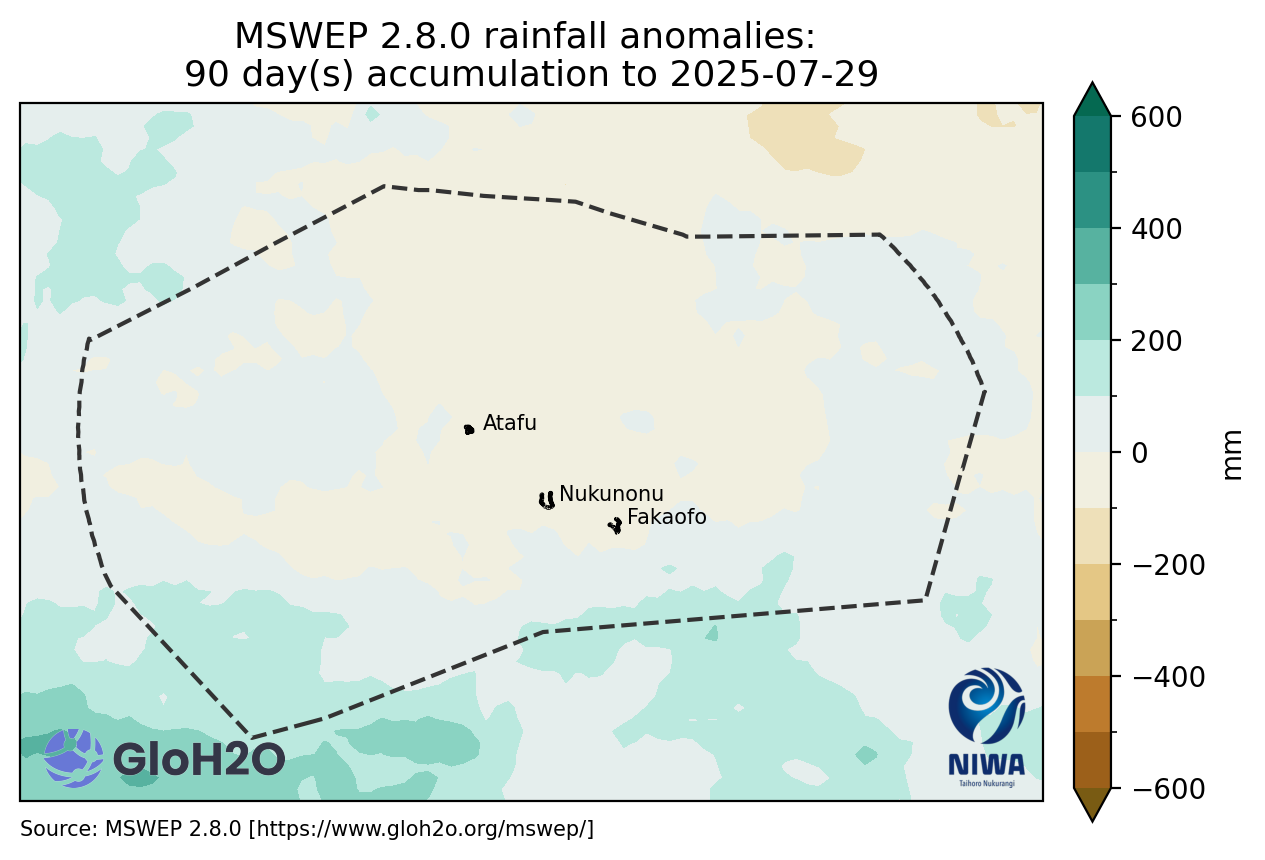 MSWEP 2.8.0 rainfall anomalies:
90 day(s) accumulation to 2025-07-29
600
400
200
0
−200
−400
−600
mm
Atafu
Nukunonu
Fakaofo
GloH2O
NIWA
Taihoro Nukurangi
Source: MSWEP 2.8.0 [https://www.gloh2o.org/mswep/]